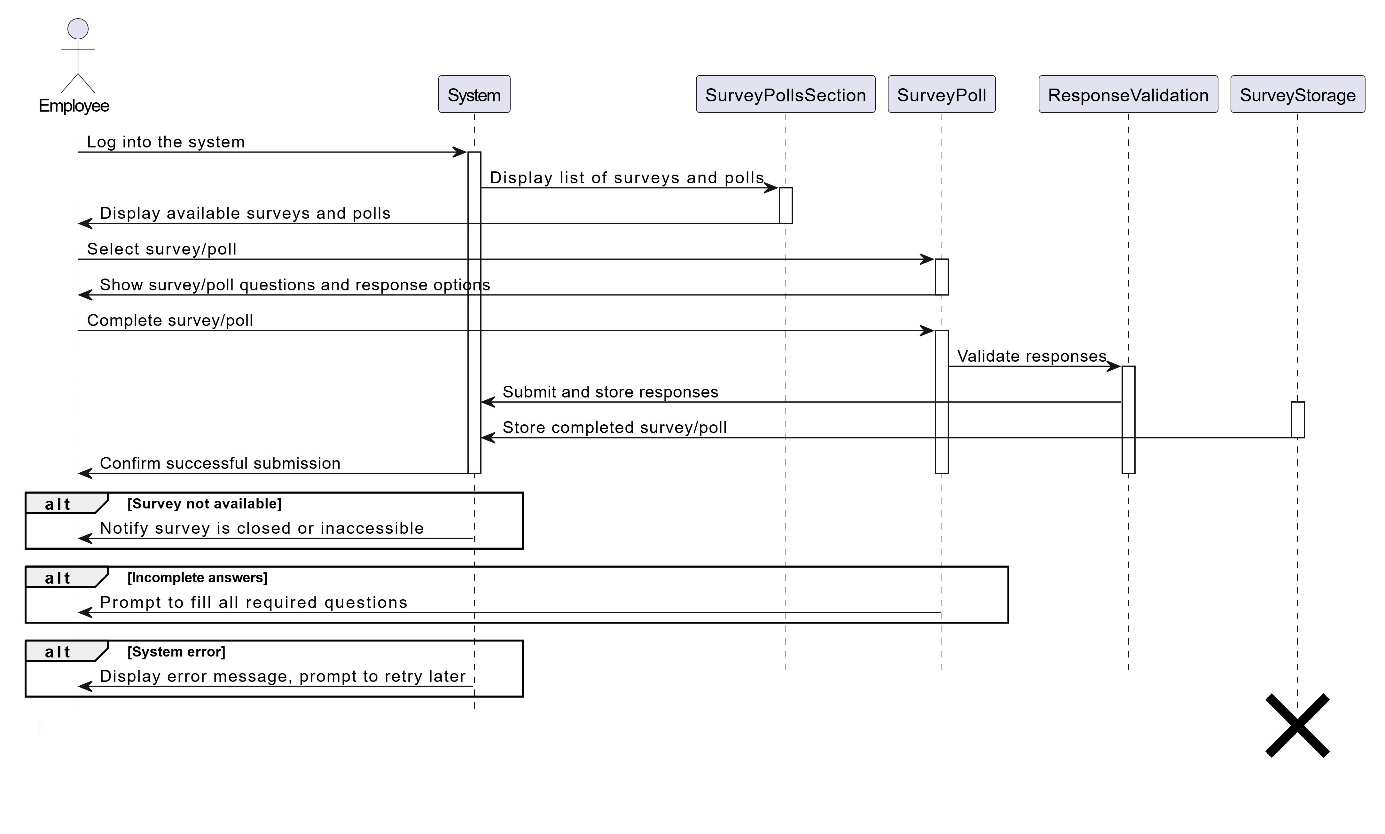 Employee
System
SurveyPollsSection
SurveyPoll
ResponseValidation
SurveyStorage
Log into the system
Display list of surveys and polls
Display available surveys and polls
Select survey/poll
Show survey/poll questions and response options
Complete survey/poll
Validate responses
Submit and store responses
Store completed survey/poll
Confirm successful submission
alt [Survey not available]
Notify survey is closed or inaccessible
alt [Incomplete answers]
Prompt to fill all required questions
alt [System error]
Display error message, prompt to retry later